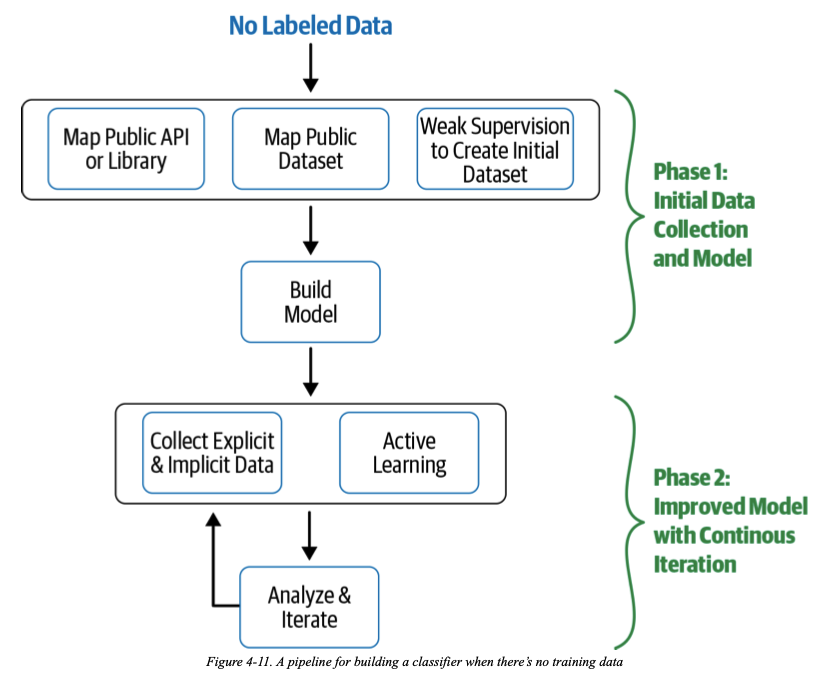 No Labeled Data
Map Public API
or Library
Map Public
Dataset
Weak Supervision
to Create Initial
Dataset
Phase 1:
Initial Data
Collection
and Model
Build
Model
Collect Explicit
& Implicit Data
Active
Learning
Phase 2:
Improved Model
with Continous
Iteration
Analyze &
Iterate
Figure 4-11. A pipeline for building a classifier when there's no training data